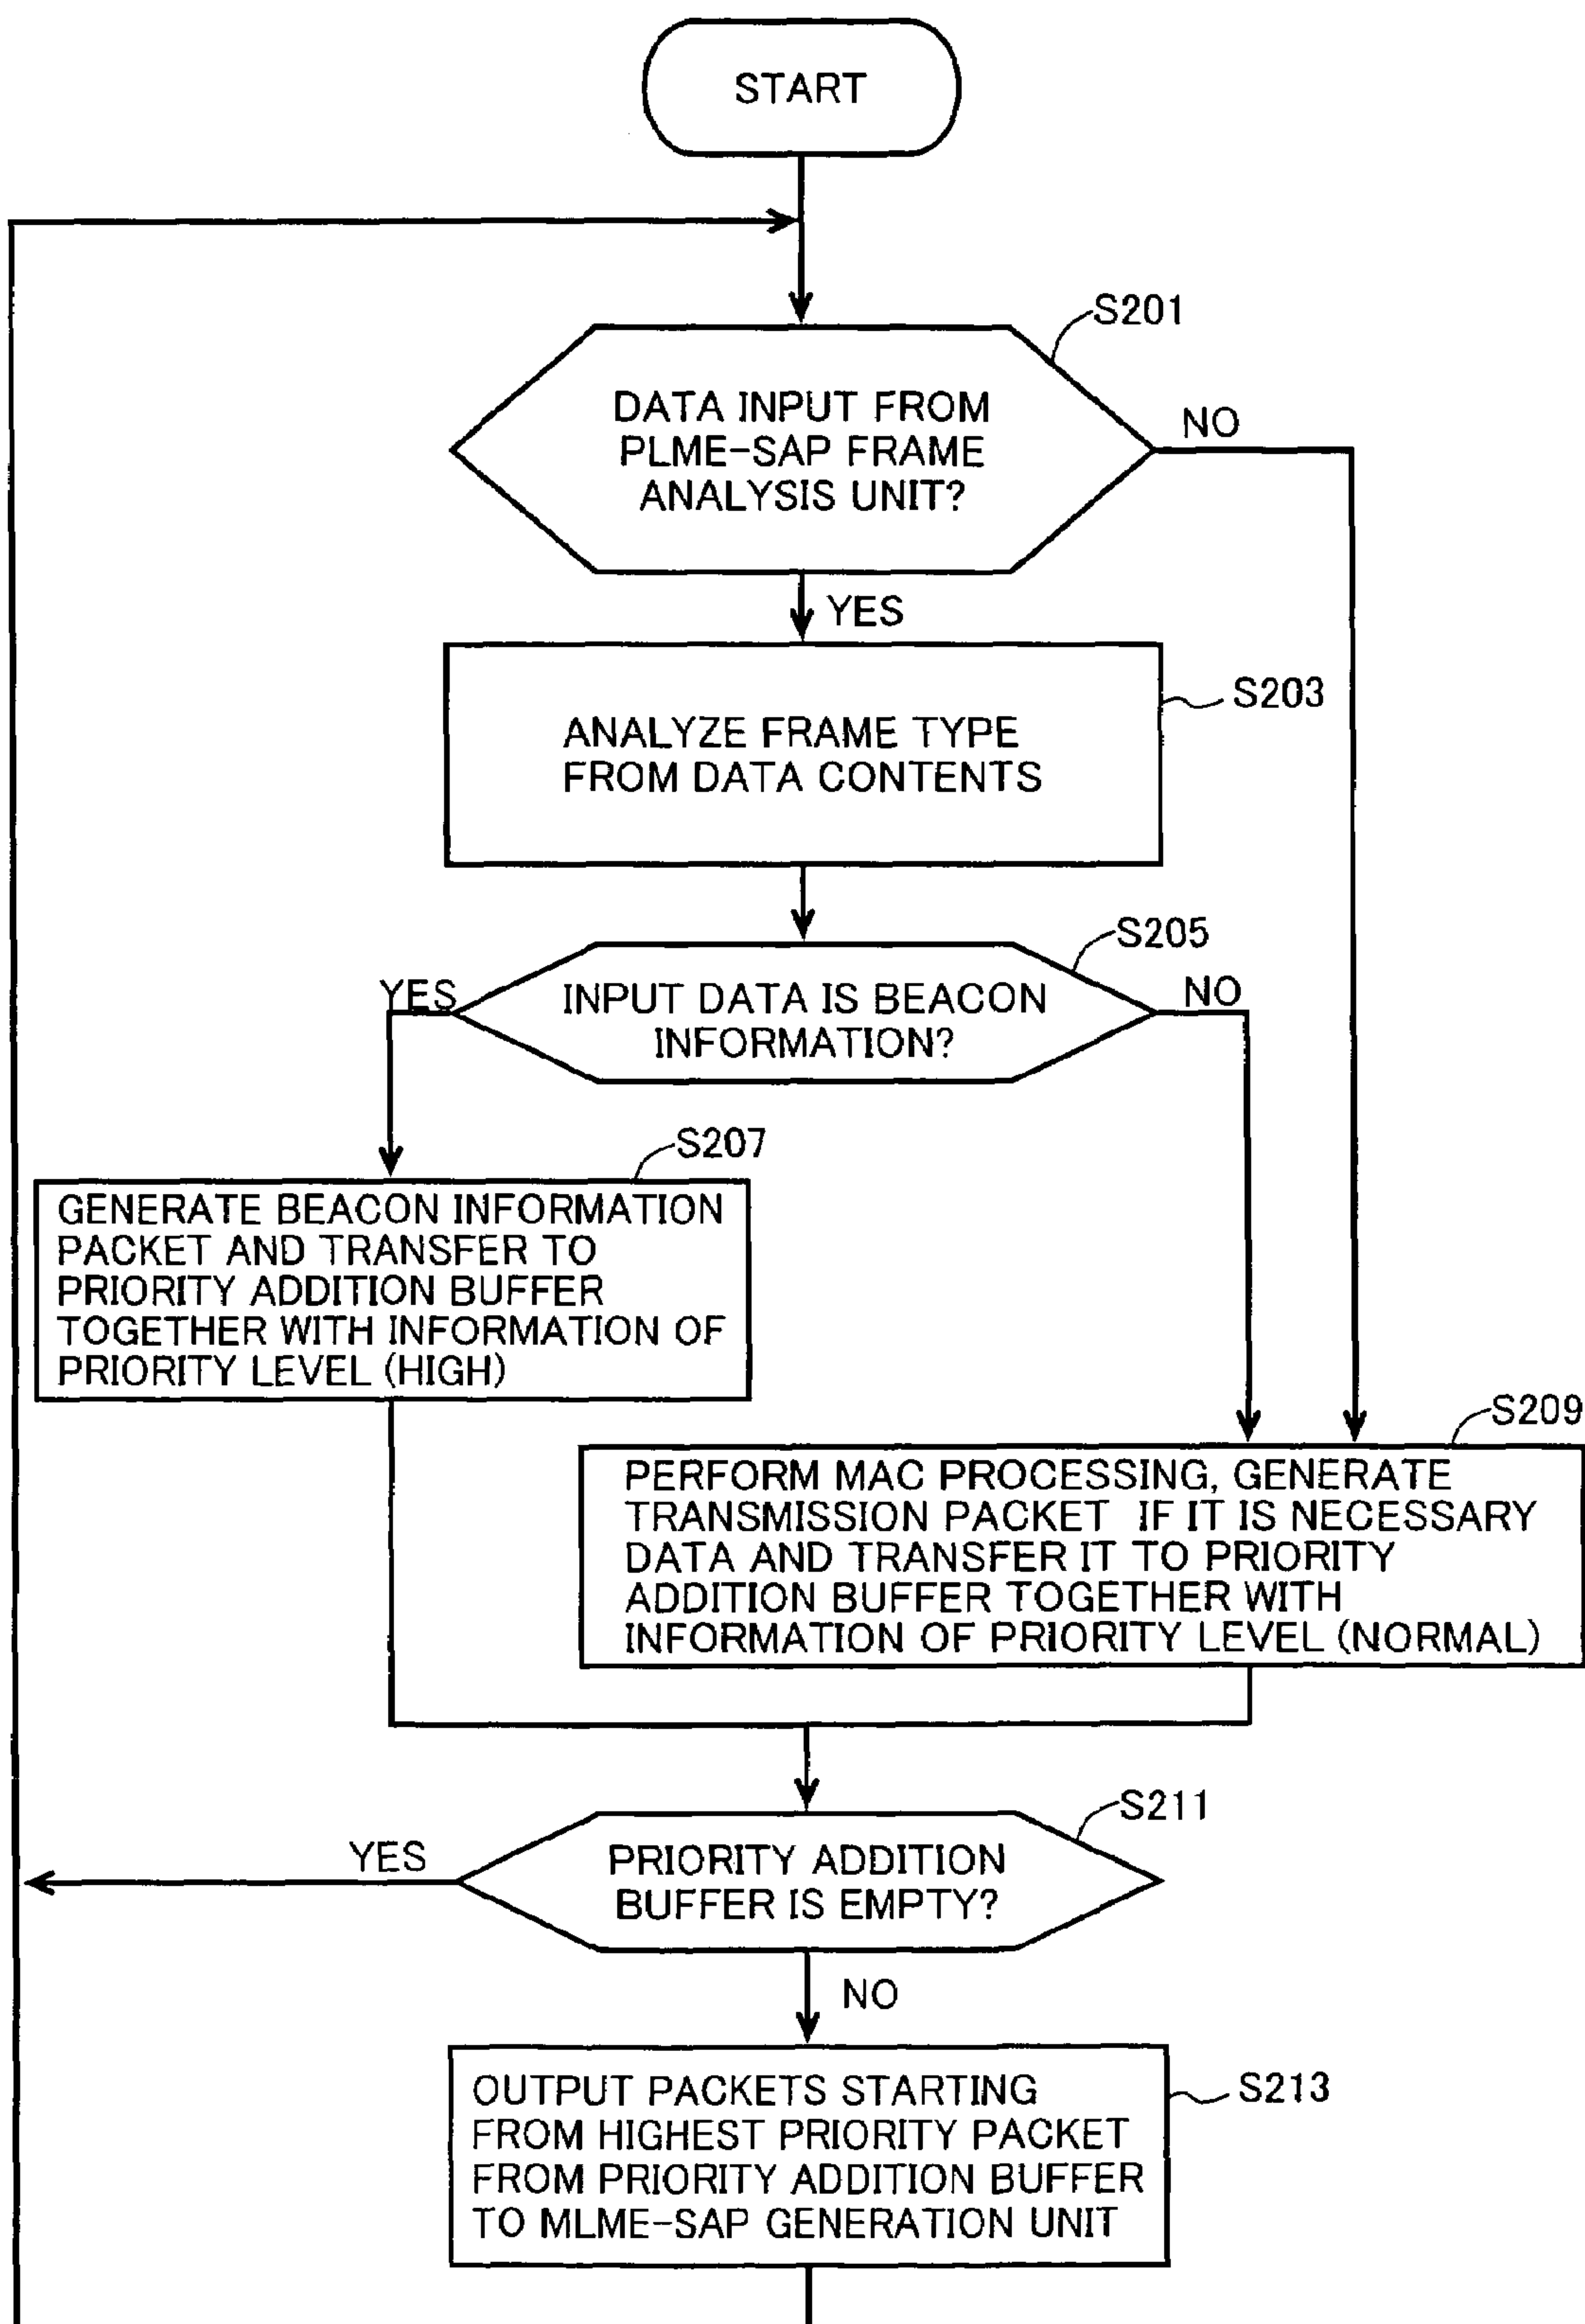 START
S201
DATA INPUT FROM
PLME-SAP FRAME
ANALYSIS UNIT?
NO
YES
S203
ANALYZE FRAME TYPE
FROM DATA CONTENTS
S205
YES
INPUT DATA IS BEACON
INFORMATION?
NO
S207
GENERATE BEACON INFORMATION
PACKET AND TRANSFER TO
PRIORITY ADDITION BUFFER
TOGETHER WITH INFORMATION OF
PRIORITY LEVEL (HIGH)
S209
PERFORM MAC PROCESSING, GENERATE
TRANSMISSION PACKET IF IT IS NECESSARY
DATA AND TRANSFER IT TO PRIORITY
ADDITION BUFFER TOGETHER WITH
INFORMATION OF PRIORITY LEVEL (NORMAL)
S211
YES
PRIORITY ADDITION
BUFFER IS EMPTY?
NO
S213
OUTPUT PACKETS STARTING
FROM HIGHEST PRIORITY PACKET
FROM PRIORITY ADDITION BUFFER
TO MLME-SAP GENERATION UNIT